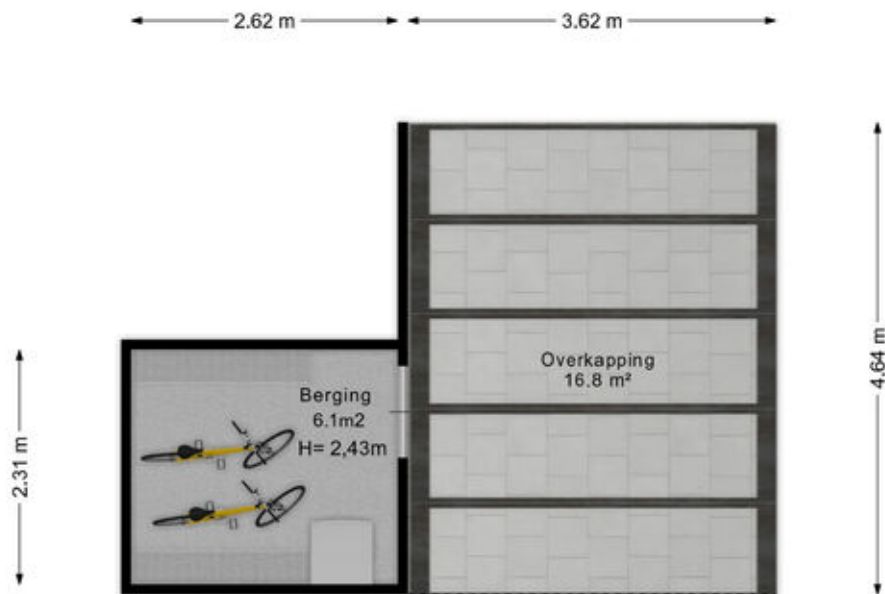 2.62 m
3.62 m
Overkapping
16.8 m²
4.64 m
Berging
6.1m2
H= 2,43m
2.31 m